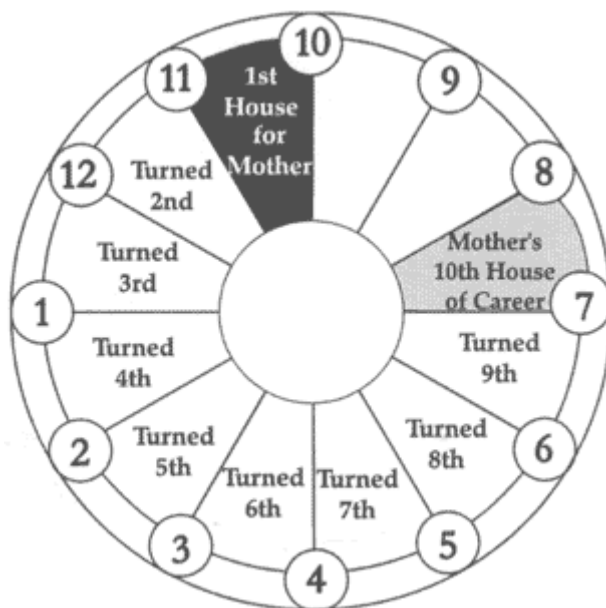 10
11
1st
House
for
Mother
9
12
Turned
2nd
8
Turned
3rd
Mother's
10th House
of Career
1
7
Turned
4th
Turned
9th
2
Turned
5th
Turned
8th
6
Turned
6th
Turned
7th
3
5
4